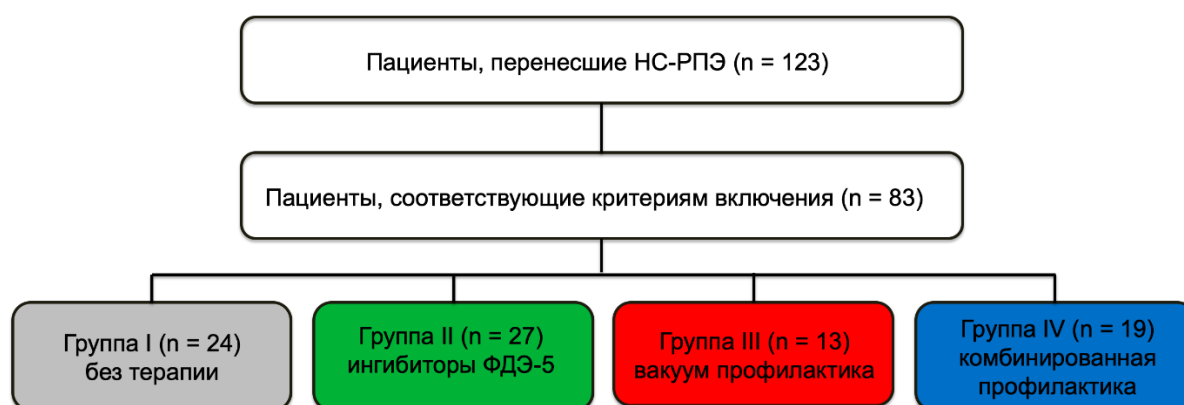 Пациенты, перенесшие НС-РПЭ (n = 123)
Пациенты, соответствующие критериям включения (n = 83)
Группа I (n = 24)
без терапии
Группа II (n = 27)
ингибиторы ФДЭ-5
Группа III (n = 13)
вакуум профилактика
Группа IV (n = 19)
комбинированная
профилактика